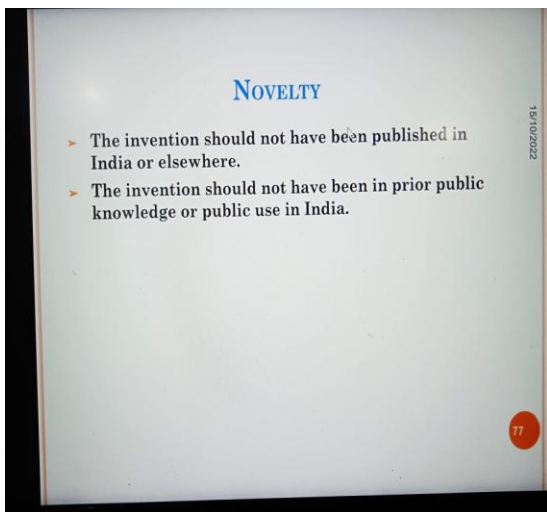 NOVELTY
➢ The invention should not have been published in
India or elsewhere.
➢ The invention should not have been in prior public
knowledge or public use in India.
15/10/2022
77